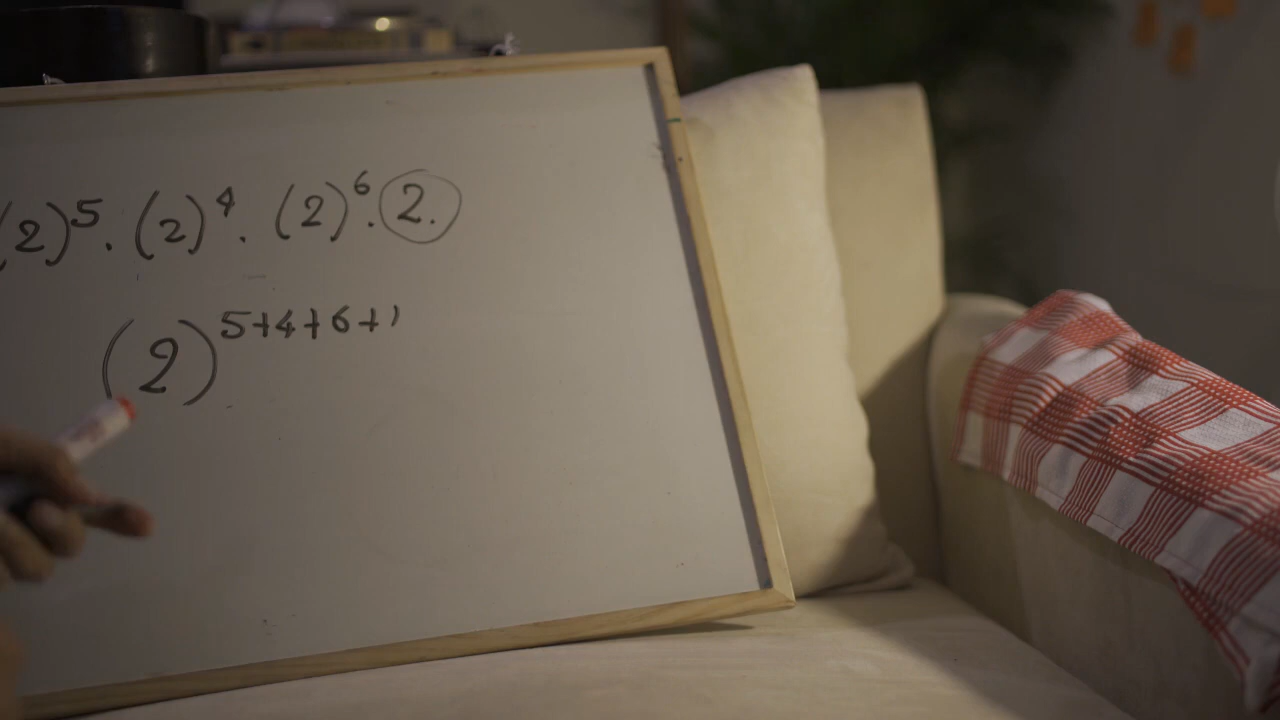 (2)⁵ . (2)⁴ . (2)⁶ . 2.
(2)⁵⁺⁴⁺⁶⁺¹